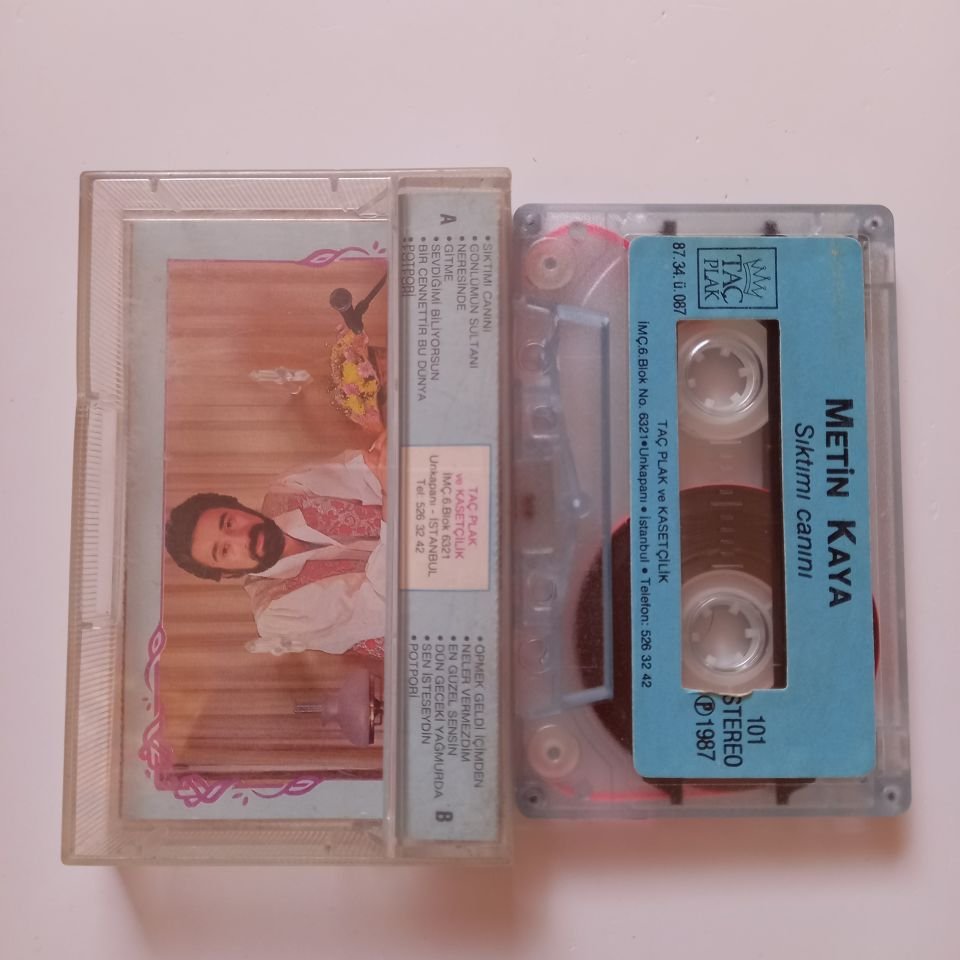 A
• SIKTIMI CANINI
• GÖNLÜMÜN SULTANI
• NERESİNDE
• GİTME
• SEVDİĞİMİ BİLİYORSUN
• BİR CENNETTİR BU DÜNYA
• POTPORİ
TAÇ PLAK
ve KASETÇİLİK
İMÇ.6.Blok 6321
Unkapanı - İSTANBUL
Tel: 526 32 42
• ÖPMEK GELDİ İÇİMDEN
• NELER VERMEZDİM
• EN GÜZEL SENSİN
• DÜN GECEKİ YAĞMURDA
• SEN İSTESEYDİN
• POTPORİ
B
METİN KAYA
Sıktımı canını
TAÇ
PLAK
87.34.ü.087
101
STEREO
Ⓟ 1987
TAÇ PLAK ve KASETÇİLİK
İMÇ.6.Blok No. 6321•Unkapanı • İstanbul • Telefon: 526 32 42